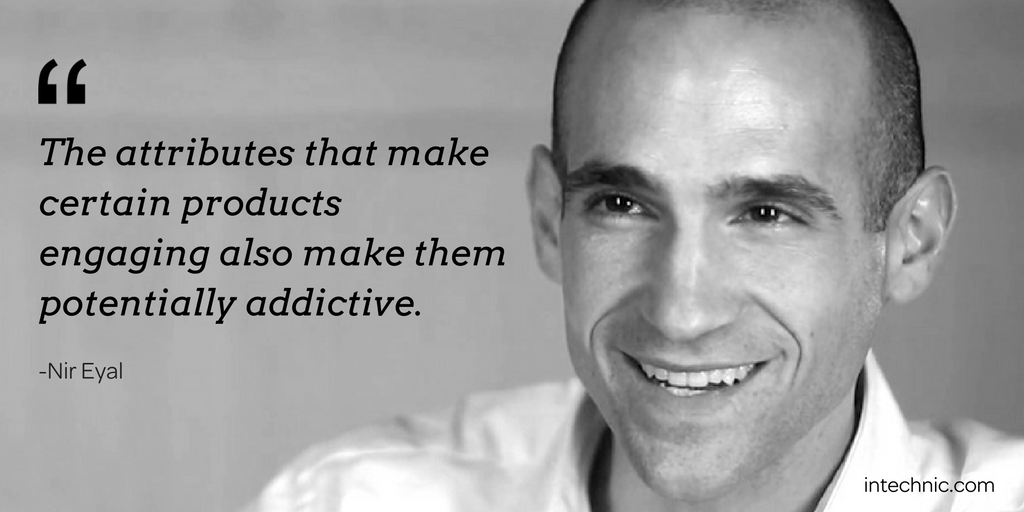 “
The attributes that make
certain products
engaging also make them
potentially addictive.
-Nir Eyal
intechnic.com